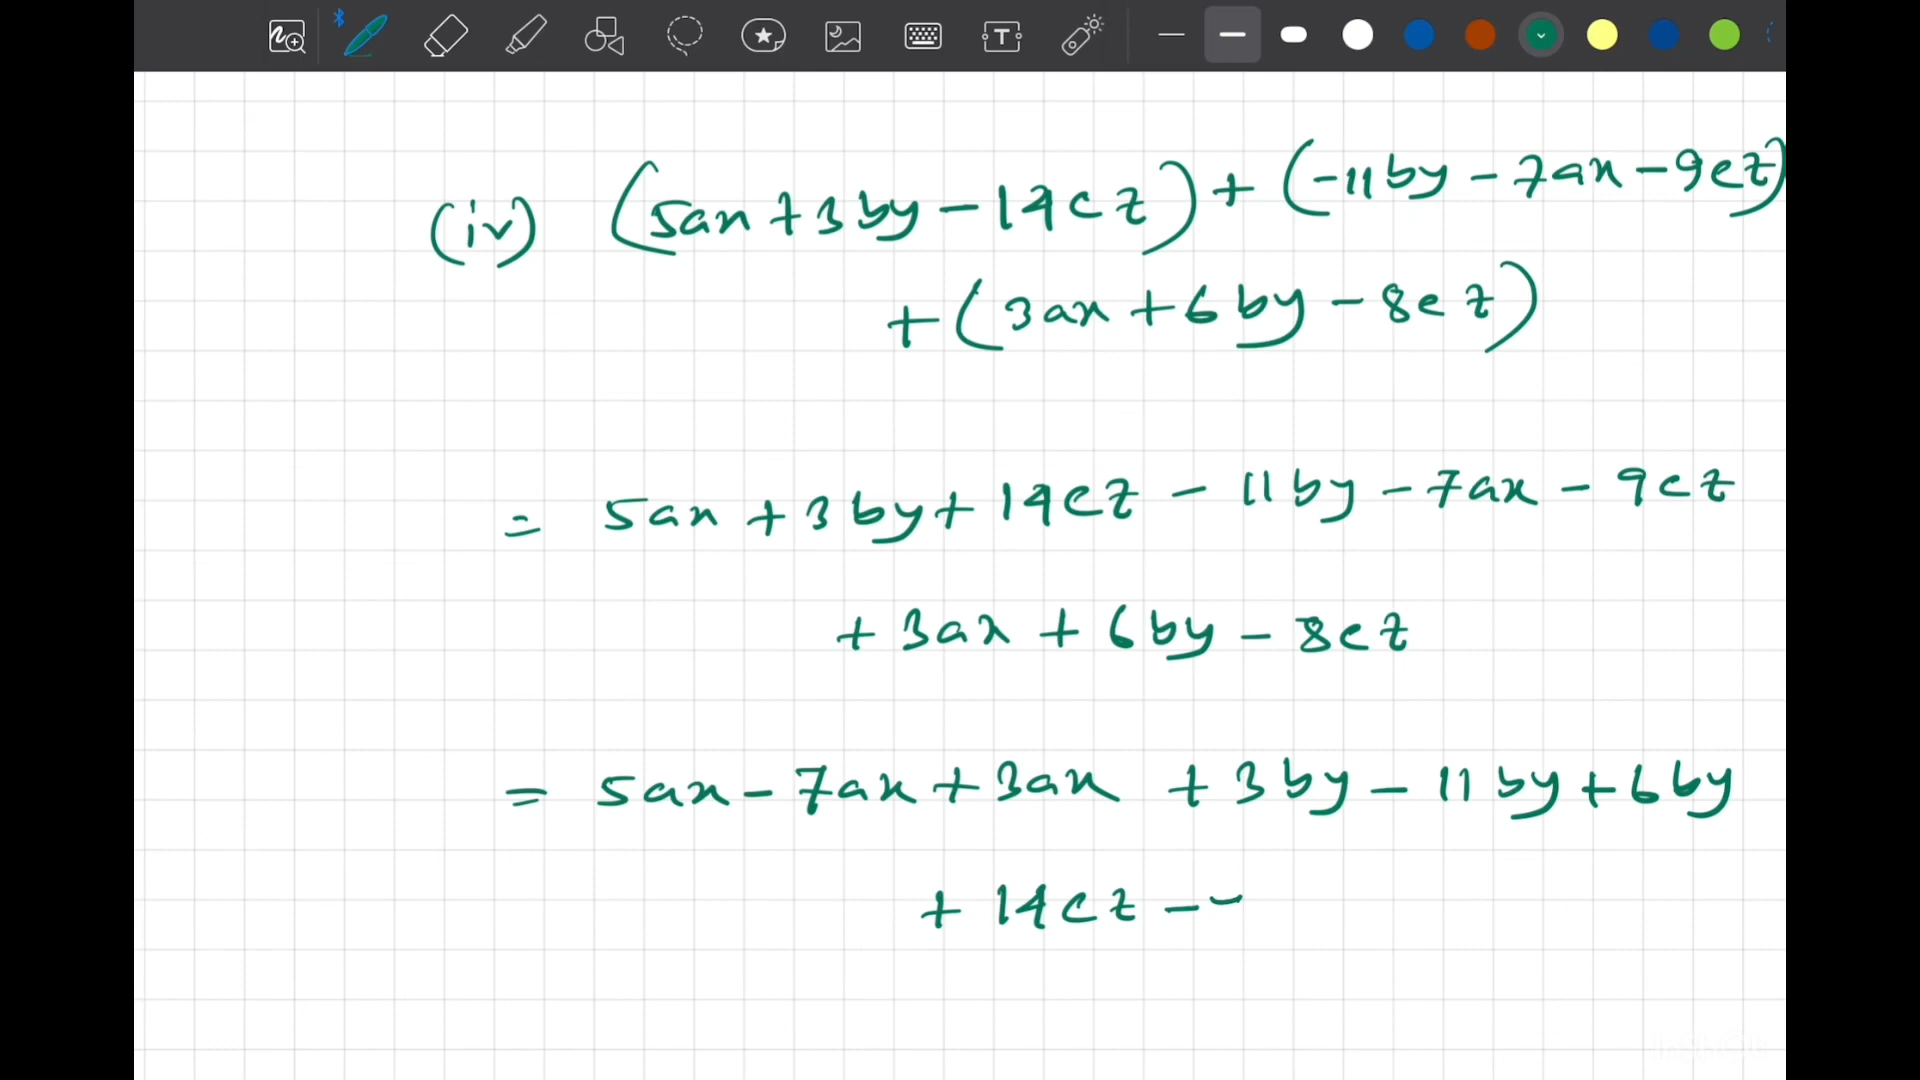 (iv) (5ax + 3by - 14cz) + (-11by - 7ax - 9cz)
+ (3ax + 6by - 8cz)
= 5ax + 3by + 14cz - 11by - 7ax - 9cz
+ 3ax + 6by - 8cz
= 5ax - 7ax + 3ax + 3by - 11by + 6by
+ 14cz - -